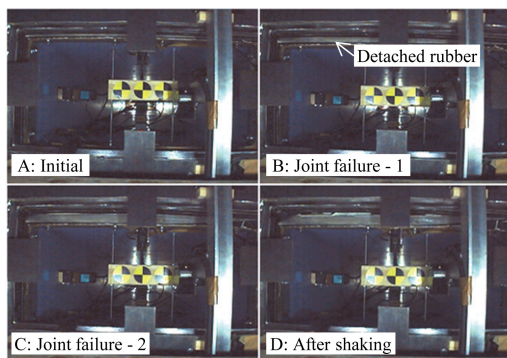 Detached rubber
A: Initial
B: Joint failure - 1
C: Joint failure - 2
D: After shaking